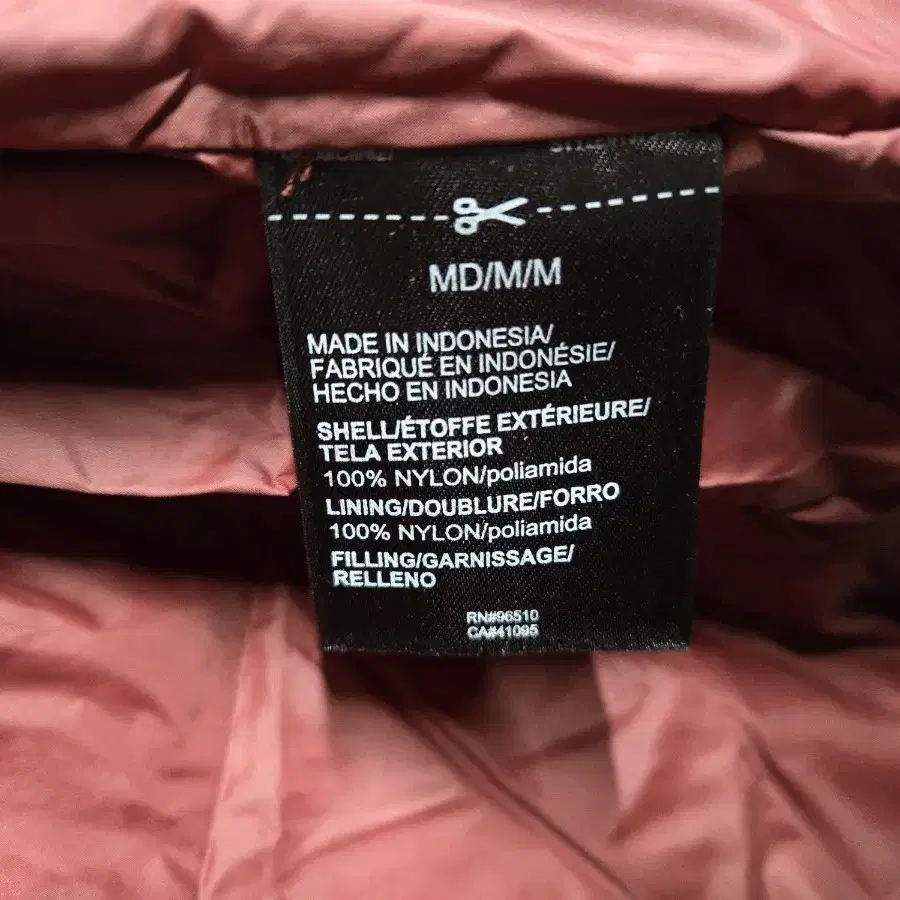 MD/M/M
MADE IN INDONESIA/
FABRIQUÉ EN INDONÉSIE/
HECHO EN INDONESIA
SHELL/ÉTOFFE EXTÉRIEURE/
TELA EXTERIOR
100% NYLON/poliamida
LINING/DOUBLURE/FORRO
100% NYLON/poliamida
FILLING/GARNISSAGE/
RELLENO
RN#96510
CA#41095